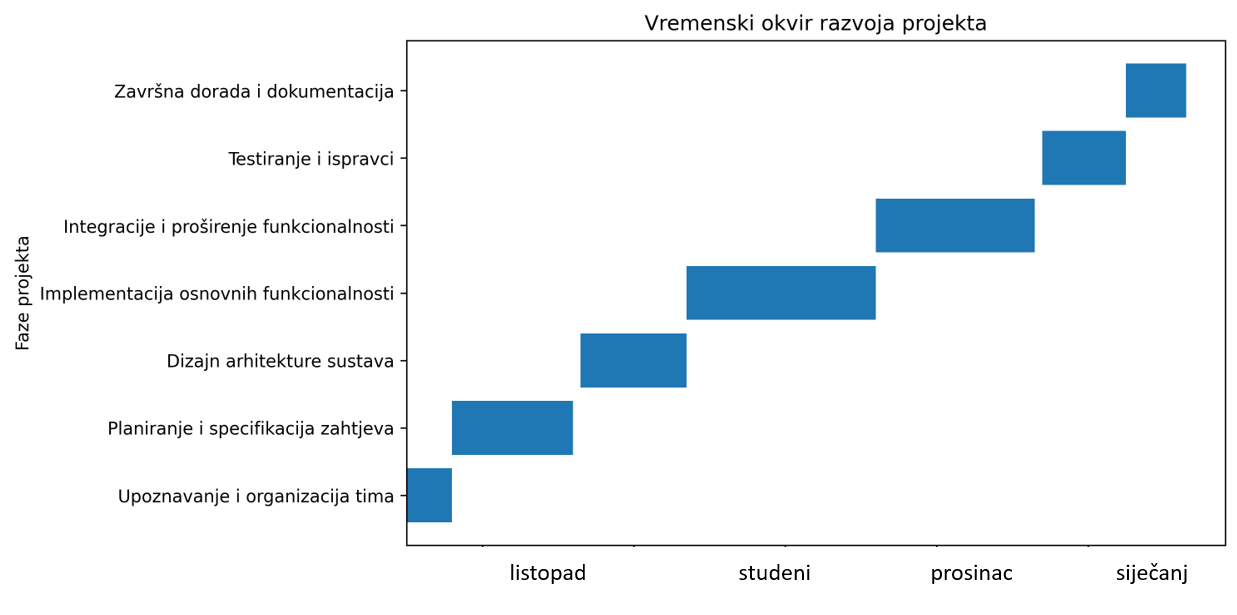 Vremenski okvir razvoja projekta
Završna dorada i dokumentacija
Testiranje i ispravci
Integracije i proširenje funkcionalnosti
Implementacija osnovnih funkcionalnosti
Dizajn arhitekture sustava
Planiranje i specifikacija zahtjeva
Upoznavanje i organizacija tima
Faze projekta
listopad studeni prosinac siječanj